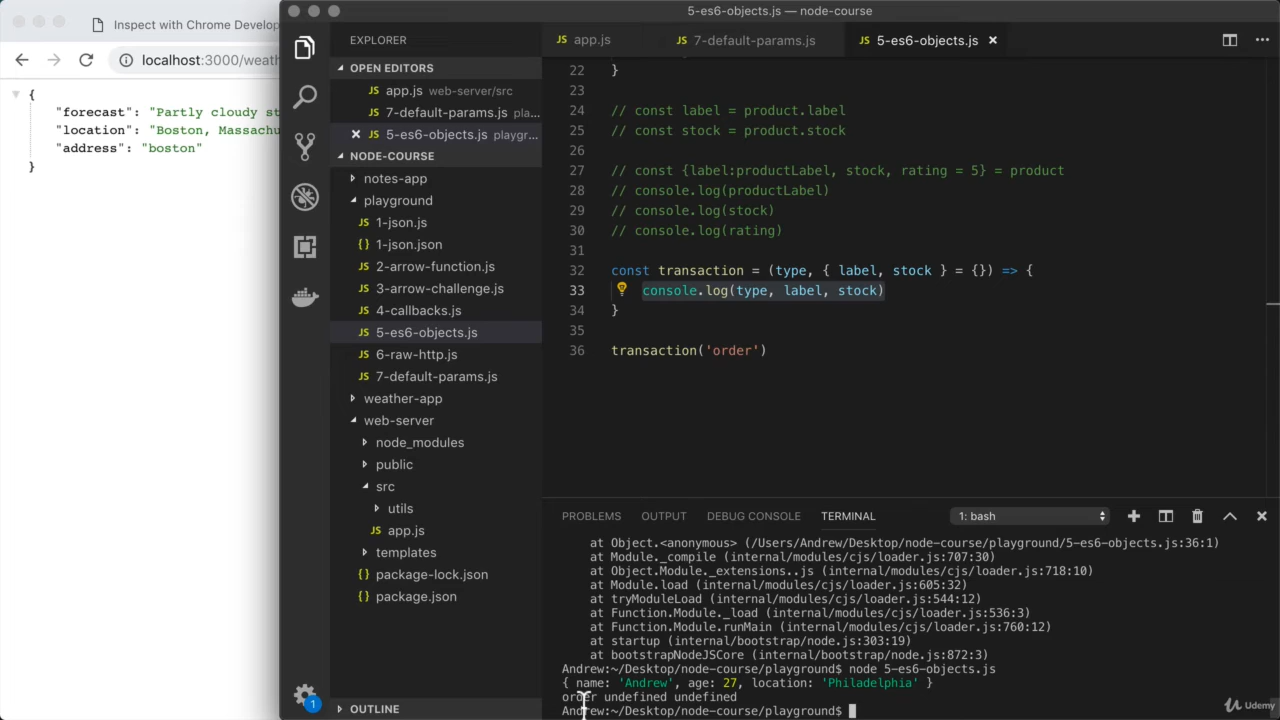 Inspect with Chrome Develop
localhost:3000/weath
{
"forecast": "Partly cloudy st
"location": "Boston, Massachu
"address": "boston"
}
5-es6-objects.js — node-course
EXPLORER
OPEN EDITORS
JS app.js web-server/src
JS 7-default-params.js pla...
JS 5-es6-objects.js playgr...
NODE-COURSE
notes-app
playground
JS 1-json.js
{} 1-json.json
JS 2-arrow-function.js
JS 3-arrow-challenge.js
JS 4-callbacks.js
JS 5-es6-objects.js
JS 6-raw-http.js
JS 7-default-params.js
weather-app
web-server
node_modules
public
src
utils
JS app.js
templates
{} package-lock.json
{} package.json
OUTLINE
1
JS app.js
JS 7-default-params.js
JS 5-es6-objects.js
22 }
23
24 // const label = product.label
25 // const stock = product.stock
26
27 // const {label:productLabel, stock, rating = 5} = product
28 // console.log(productLabel)
29 // console.log(stock)
30 // console.log(rating)
31
32 const transaction = (type, { label, stock } = {}) => {
33 console.log(type, label, stock)
34 }
35
36 transaction('order')
PROBLEMS OUTPUT DEBUG CONSOLE TERMINAL 1: bash
at Object.<anonymous> (/Users/Andrew/Desktop/node-course/playground/5-es6-objects.js:36:1)
at Module._compile (internal/modules/cjs/loader.js:707:30)
at Object.Module._extensions..js (internal/modules/cjs/loader.js:718:10)
at Module.load (internal/modules/cjs/loader.js:605:32)
at tryModuleLoad (internal/modules/cjs/loader.js:544:12)
at Function.Module._load (internal/modules/cjs/loader.js:536:3)
at Function.Module.runMain (internal/modules/cjs/loader.js:760:12)
at startup (internal/bootstrap/node.js:303:19)
at bootstrapNodeJSCore (internal/bootstrap/node.js:872:3)
Andrew:~/Desktop/node-course/playground$ node 5-es6-objects.js
{ name: 'Andrew', age: 27, location: 'Philadelphia' }
order undefined undefined
Andrew:~/Desktop/node-course/playground$
Udemy